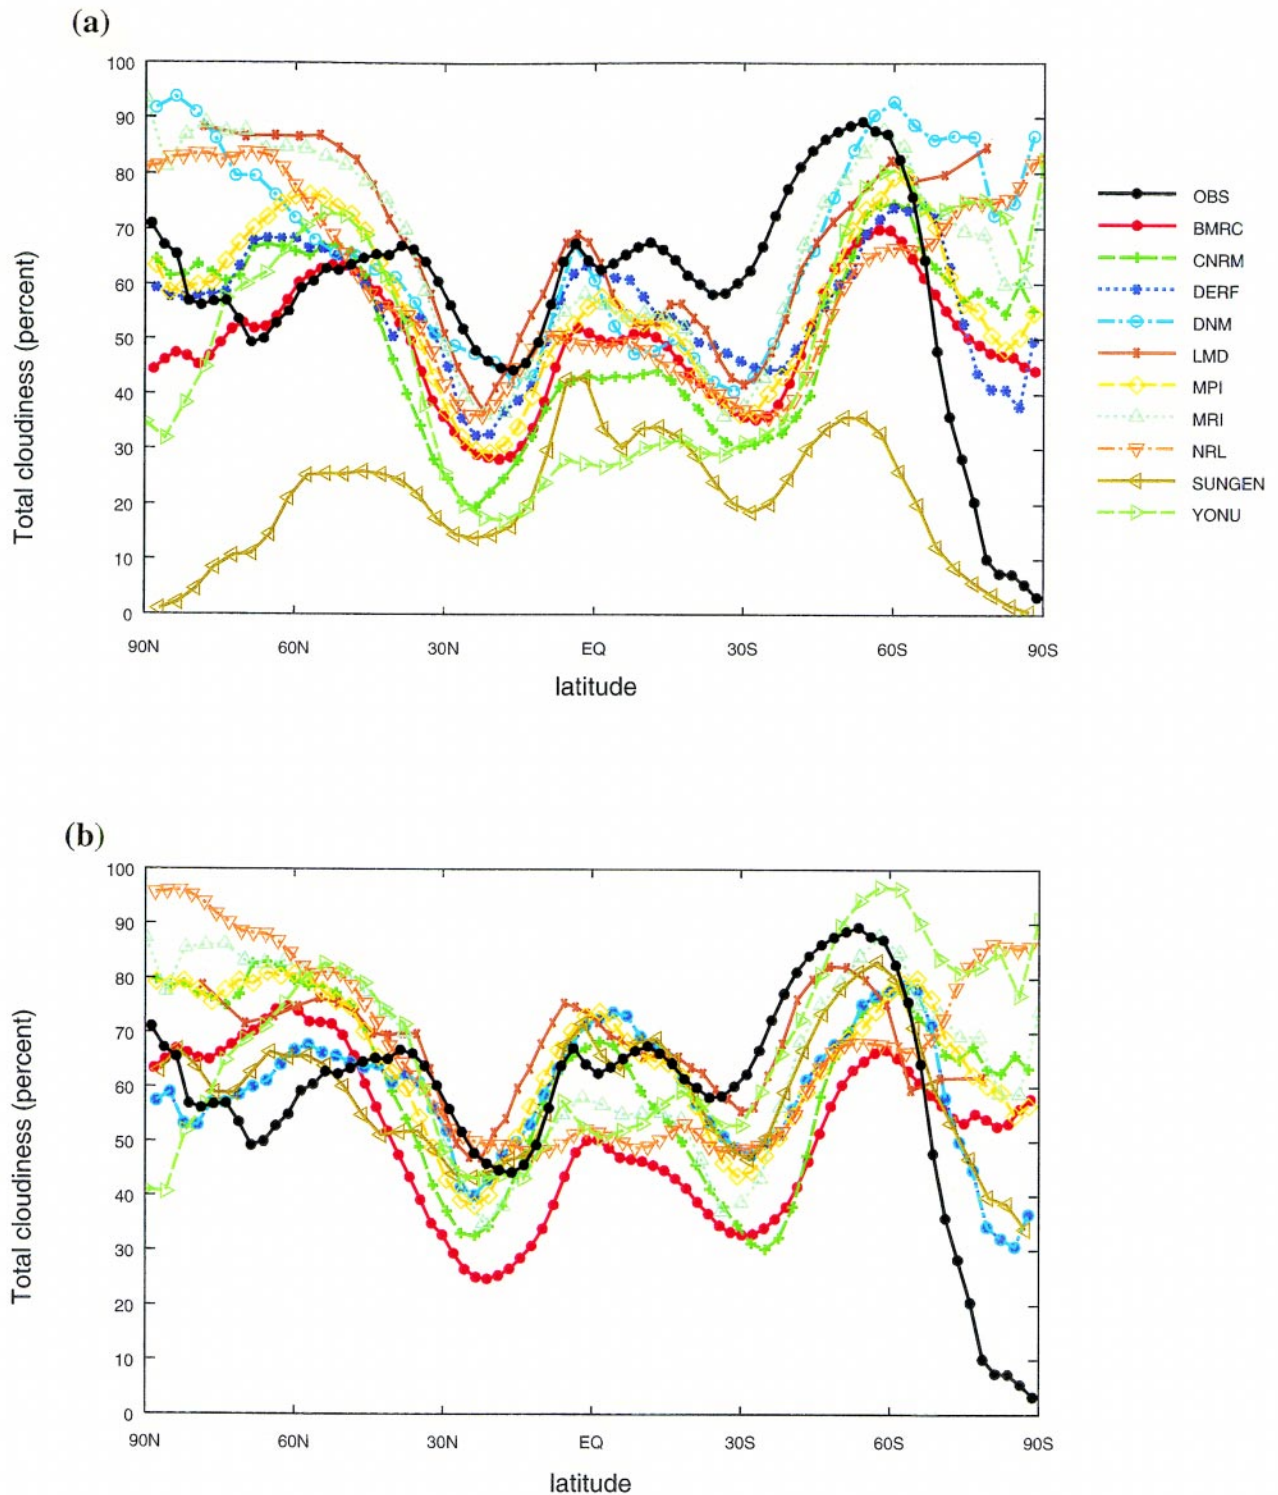 (a)
Total cloudiness (percent)
100
90
80
70
60
50
40
30
20
10
0
90N 60N 30N EQ 30S 60S 90S
latitude
OBS
BMRC
CNRM
DERF
DNM
LMD
MPI
MRI
NRL
SUNGEN
YONU
(b)
Total cloudiness (percent)
100
90
80
70
60
50
40
30
20
10
0
90N 60N 30N EQ 30S 60S 90S
latitude